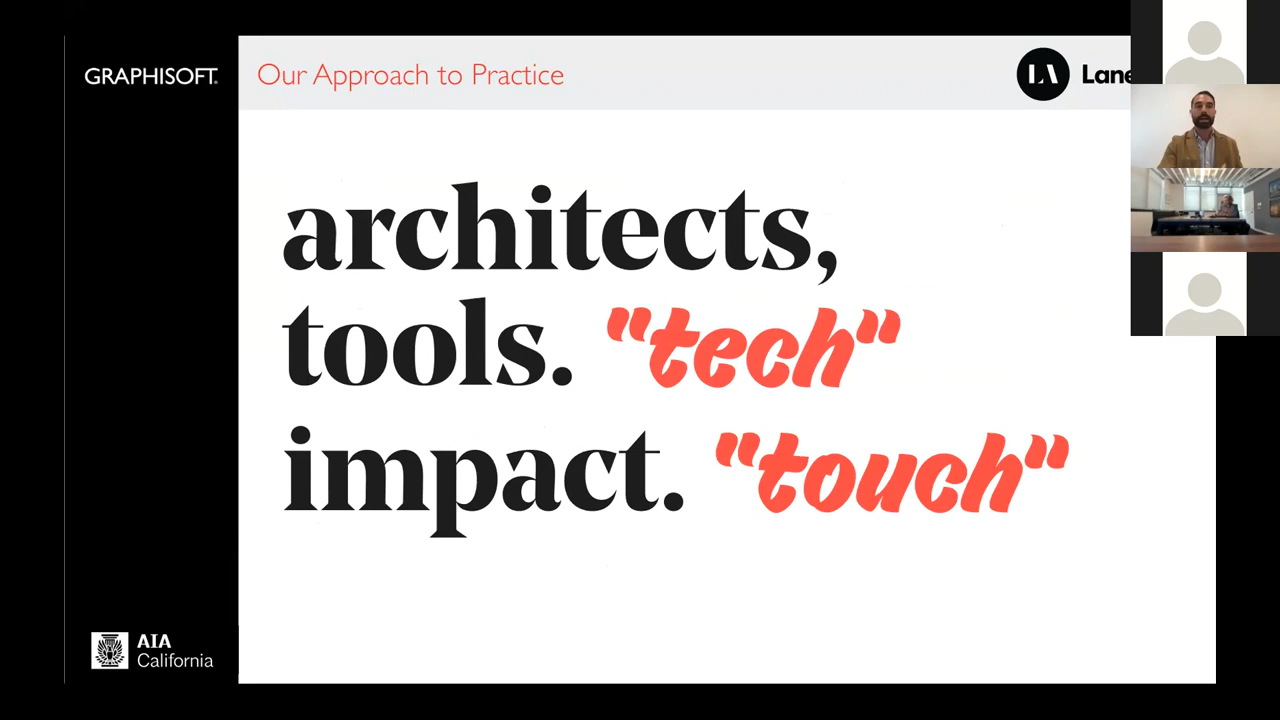 GRAPHISOFT.
Our Approach to Practice
LA Lane
architects,
tools. "tech"
impact. "touch"
AIA
California